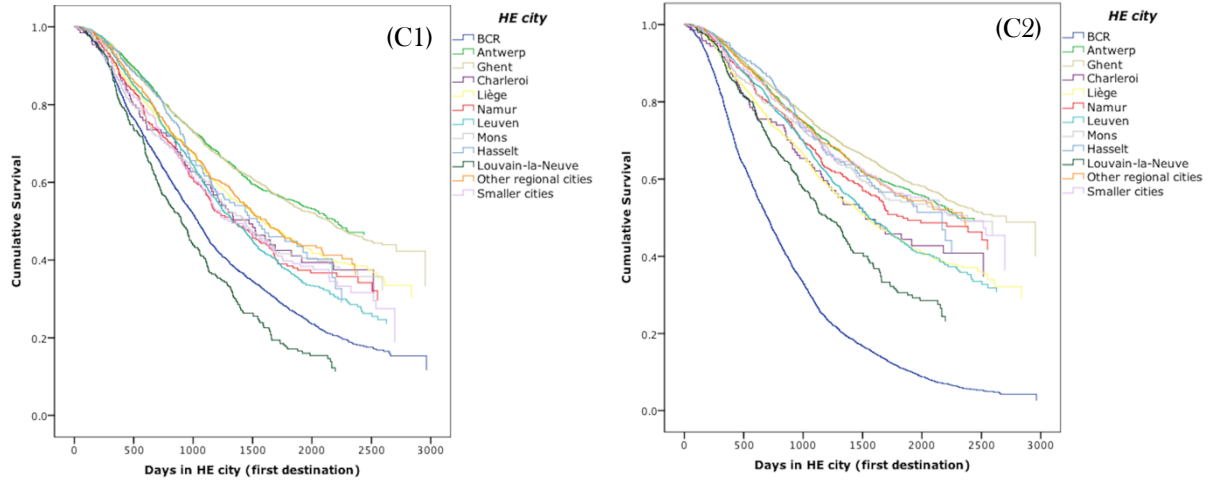 (C1)
Cumulative Survival
1.0
0.8
0.6
0.4
0.2
0.0
0 500 1000 1500 2000 2500 3000
Days in HE city (first destination)
HE city
BCR
Antwerp
Ghent
Charleroi
Liège
Namur
Leuven
Mons
Hasselt
Louvain-la-Neuve
Other regional cities
Smaller cities
(C2)
Cumulative Survival
1.0
0.8
0.6
0.4
0.2
0.0
0 500 1000 1500 2000 2500 3000
Days in HE city (first destination)
HE city
BCR
Antwerp
Ghent
Charleroi
Liège
Namur
Leuven
Mons
Hasselt
Louvain-la-Neuve
Other regional cities
Smaller cities